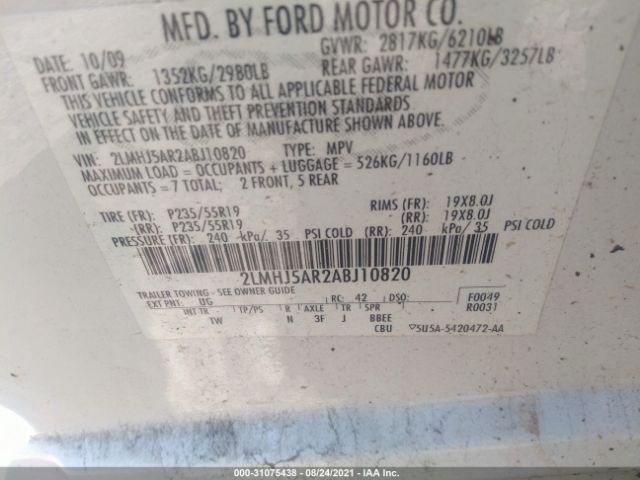 MFD. BY FORD MOTOR CO.
DATE: 10/09 GVWR: 2817KG/6210LB
FRONT GAWR: 1352KG/2980LB REAR GAWR: 1477KG/3257LB
THIS VEHICLE CONFORMS TO ALL APPLICABLE FEDERAL MOTOR
VEHICLE SAFETY AND THEFT PREVENTION STANDARDS
IN EFFECT ON THE DATE OF MANUFACTURE SHOWN ABOVE.
VIN: 2LMHJ5AR2ABJ10820 TYPE: MPV
MAXIMUM LOAD = OCCUPANTS + LUGGAGE = 526KG/1160LB
OCCUPANTS = 7 TOTAL; 2 FRONT, 5 REAR
TIRE (FR): P235/55R19 RIMS (FR): 19X8.0J
(RR): P235/55R19 (RR): 19X8.0J
PRESSURE (FR): 240 kPa/ 35 PSI COLD (RR): 240 kPa/ 35 PSI COLD
2LMHJ5AR2ABJ10820
TRAILER TOWING - SEE OWNER GUIDE
EXT PNT: UG RC: 42 DSO: F0049
INT TR TP/PS R AXLE TR SPR R0031
TW N 3F J BBEE
CBU 5U5A-5420472-AA
000-31075438 - 08/24/2021 - IAA Inc.